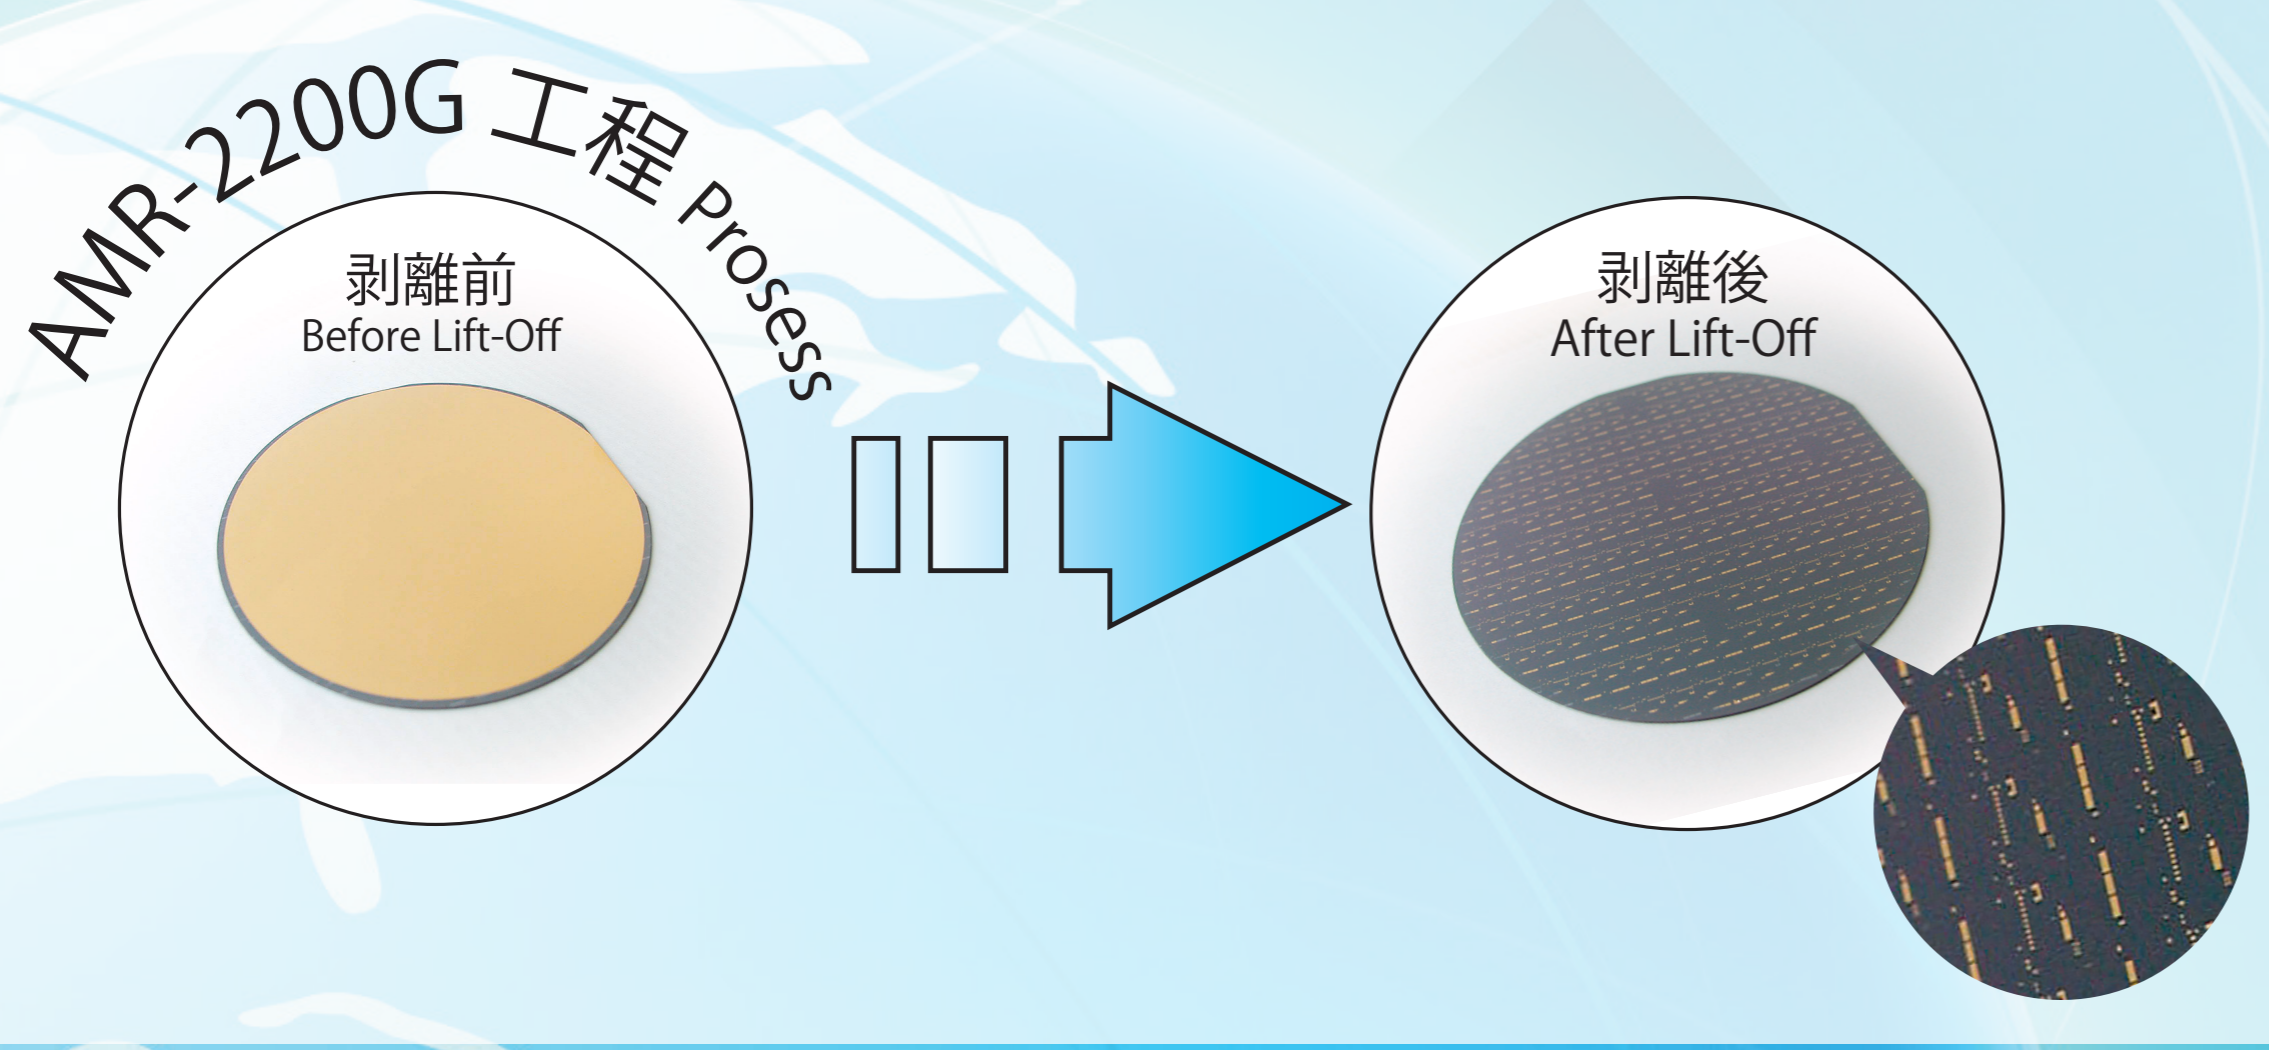 AMR-2200G 工程 Prosess
剥離前
Before Lift-Off
剥離後
After Lift-Off